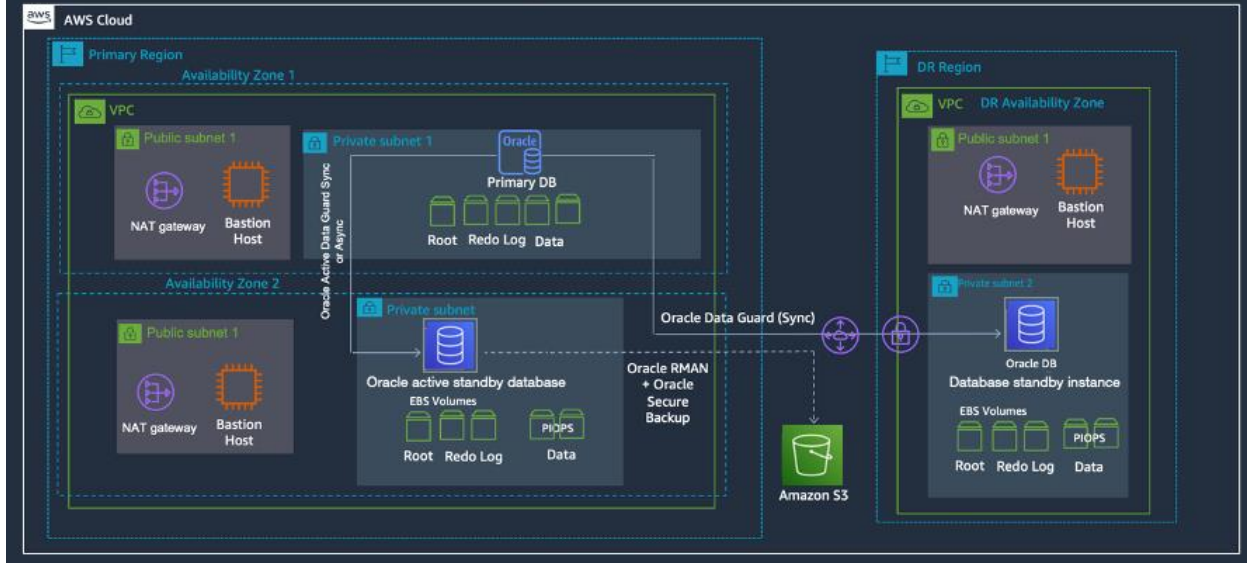 aws
AWS Cloud
Primary Region
Availability Zone 1
VPC
Public subnet 1
NAT gateway
Bastion
Host
Private subnet 1
Oracle
Primary DB
Root
Redo Log
Data
Oracle Active Data Guard Sync
or Async
Availability Zone 2
Public subnet 1
NAT gateway
Bastion
Host
Private subnet
Oracle active standby database
EBS Volumes
PIOPS
Root
Redo Log
Data
Oracle Data Guard (Sync)
Oracle RMAN
+ Oracle
Secure
Backup
Amazon S3
DR Region
VPC
DR Availability Zone
Public subnet 1
NAT gateway
Bastion
Host
Private subnet 2
Oracle DB
Database standby instance
EBS Volumes
PIOPS
Root
Redo Log
Data